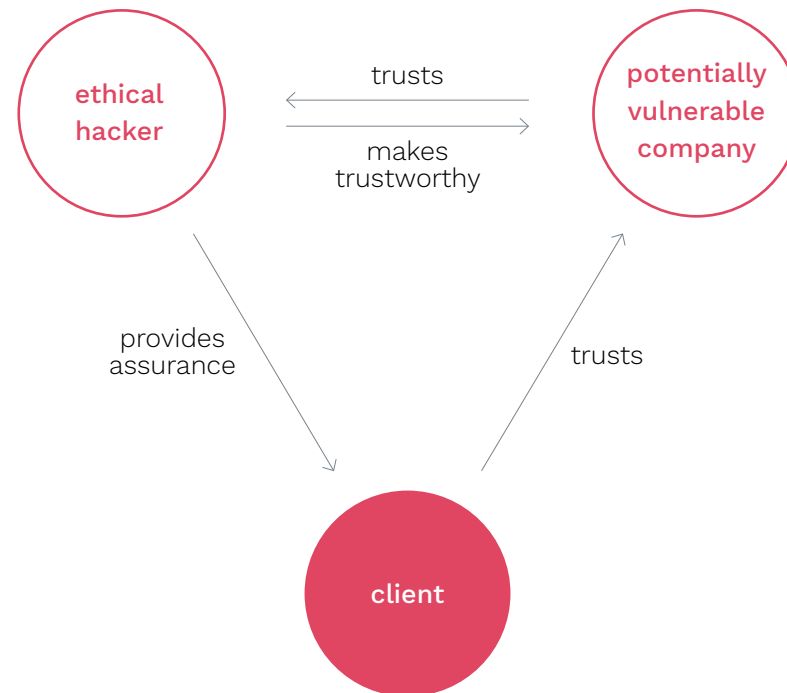 ethical
hacker
trusts
makes
trustworthy
potentially
vulnerable
company
provides
assurance
trusts
client